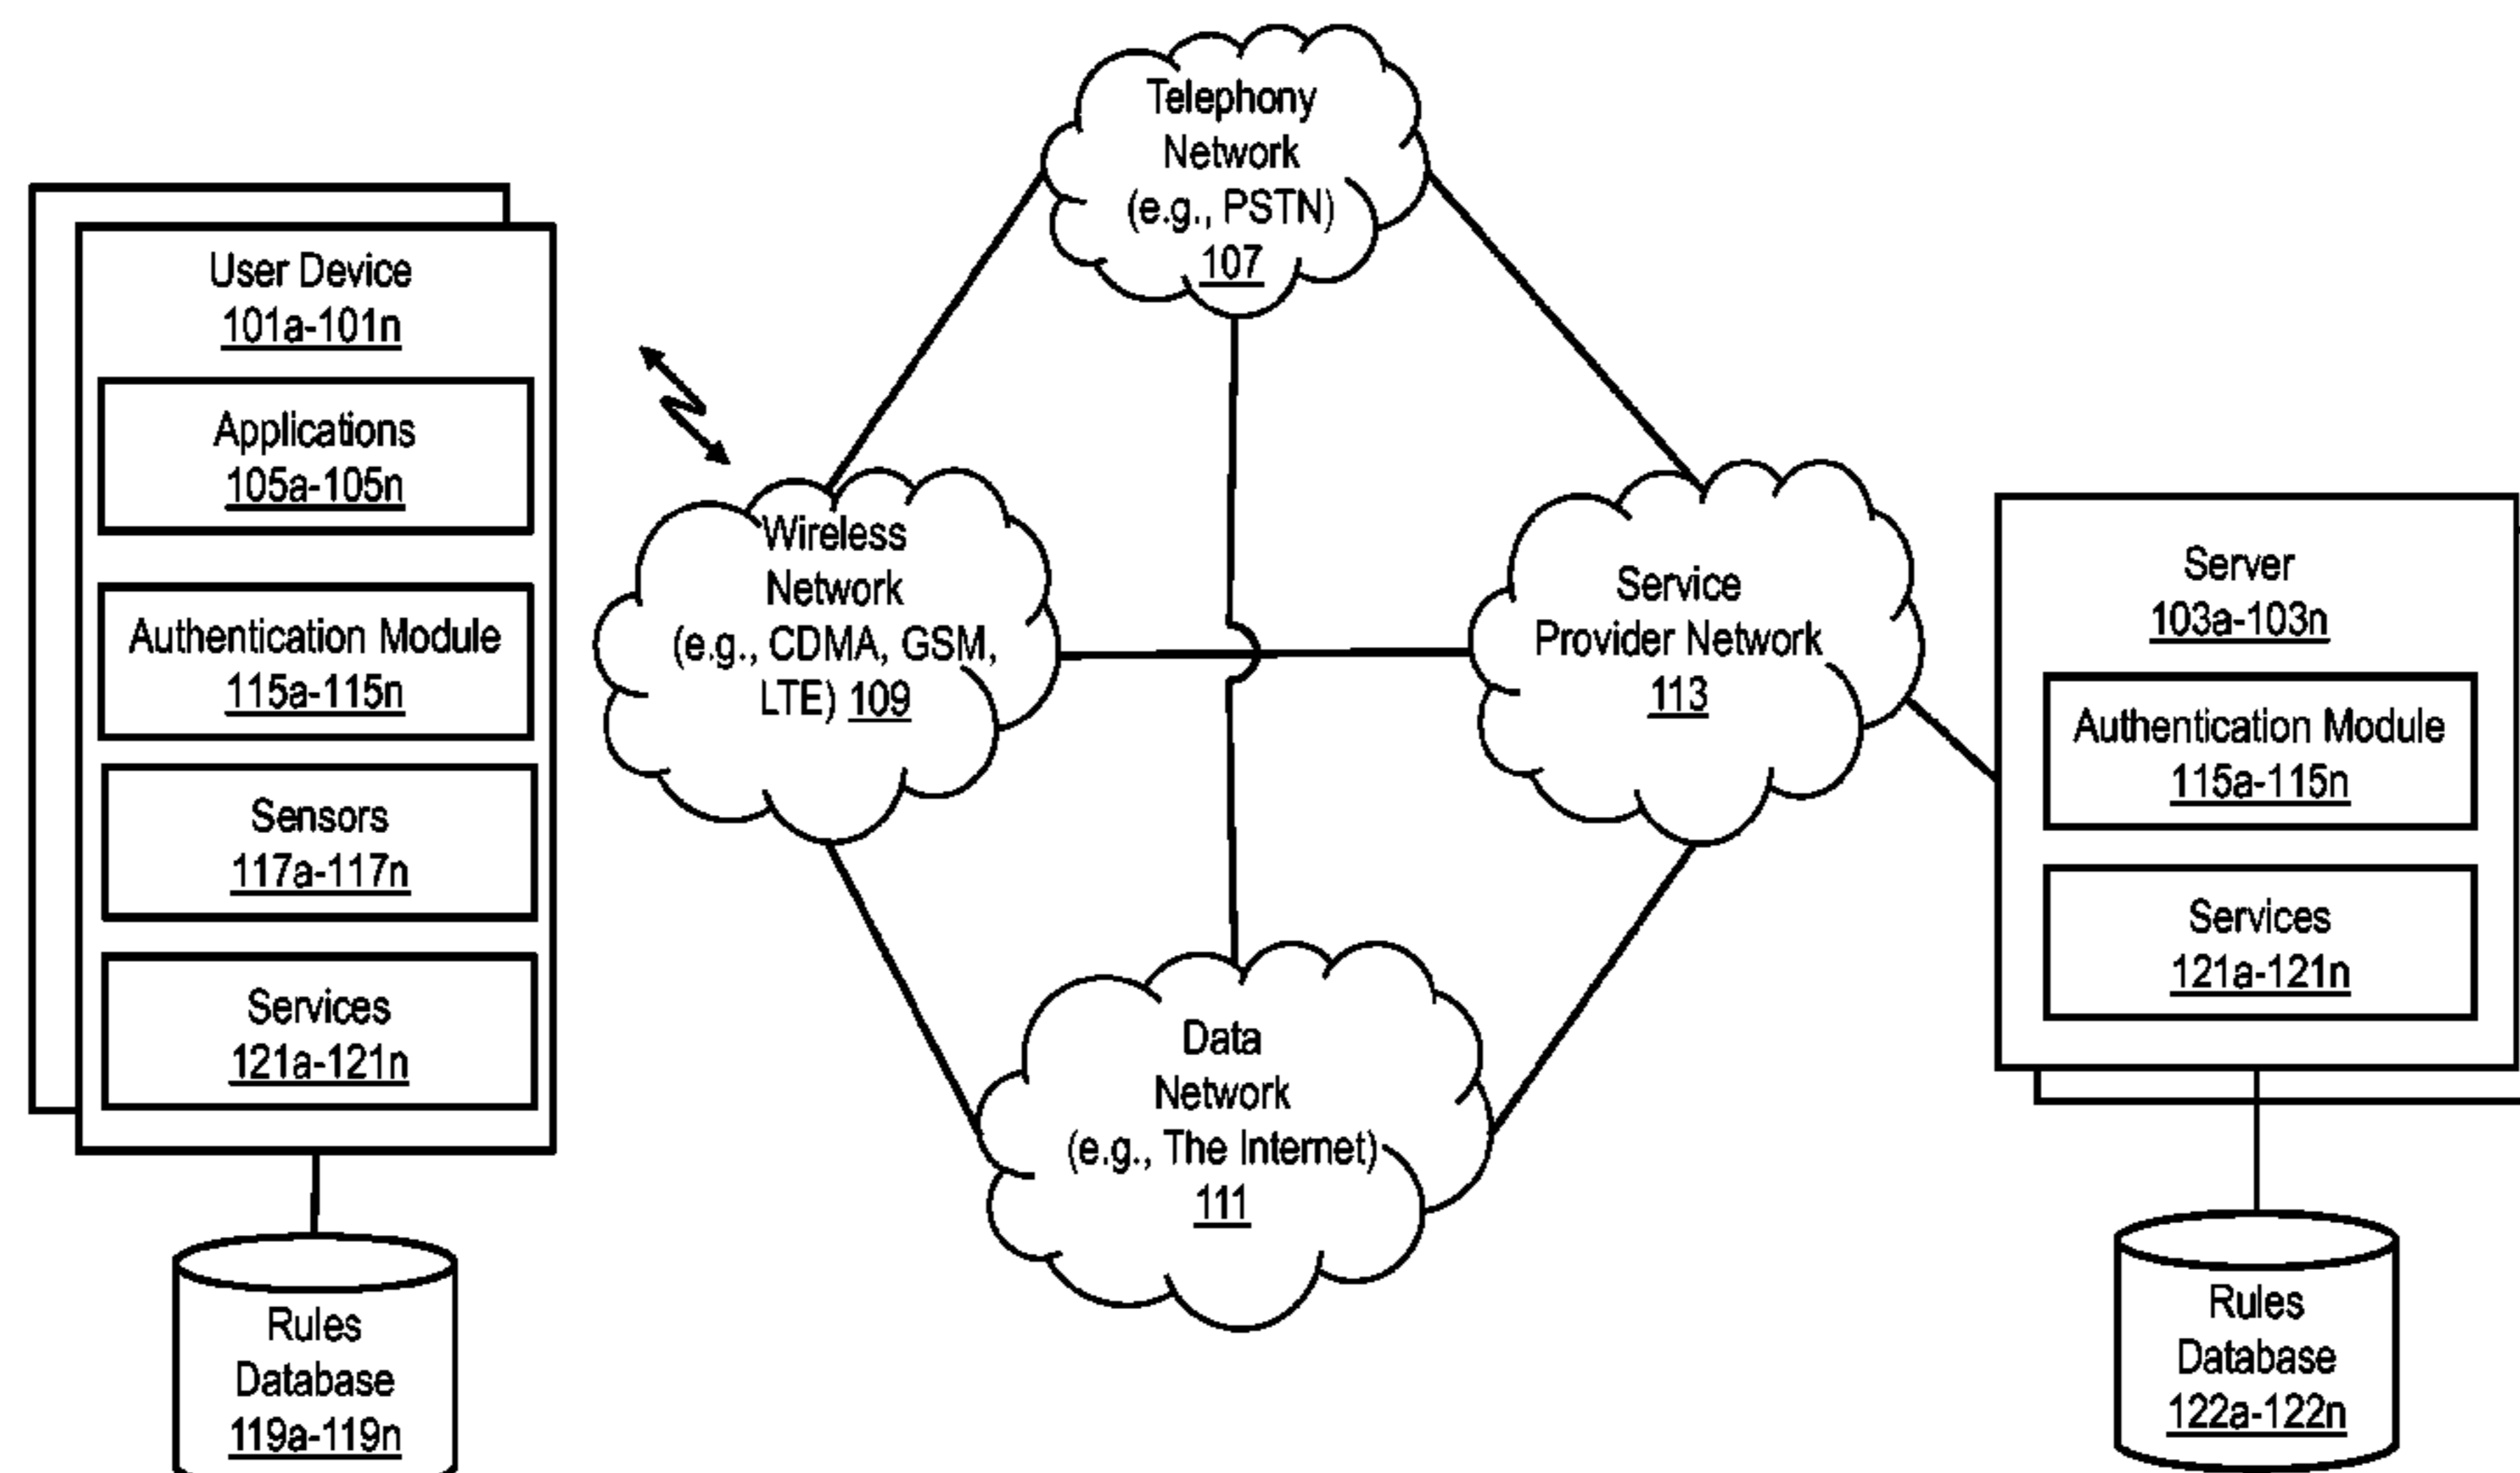 Telephony
Network
(e.g., PSTN)
107
User Device
101a-101n
Applications
105a-105n
Authentication Module
115a-115n
Sensors
117a-117n
Services
121a-121n
Rules
Database
119a-119n
Wireless
Network
(e.g., CDMA, GSM,
LTE) 109
Service
Provider Network
113
Data
Network
(e.g., The Internet)
111
Server
103a-103n
Authentication Module
115a-115n
Services
121a-121n
Rules
Database
122a-122n